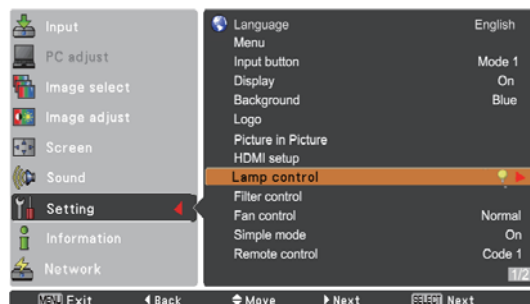 Input
PC adjust
Image select
Image adjust
Screen
Sound
Setting
Information
Network
Language English
Menu
Input button Mode 1
Display On
Background Blue
Logo
Picture in Picture
HDMI setup
Lamp control
Filter control
Fan control Normal
Simple mode On
Remote control Code 1
1/2
MENU Exit Back Move Next SELECT Next